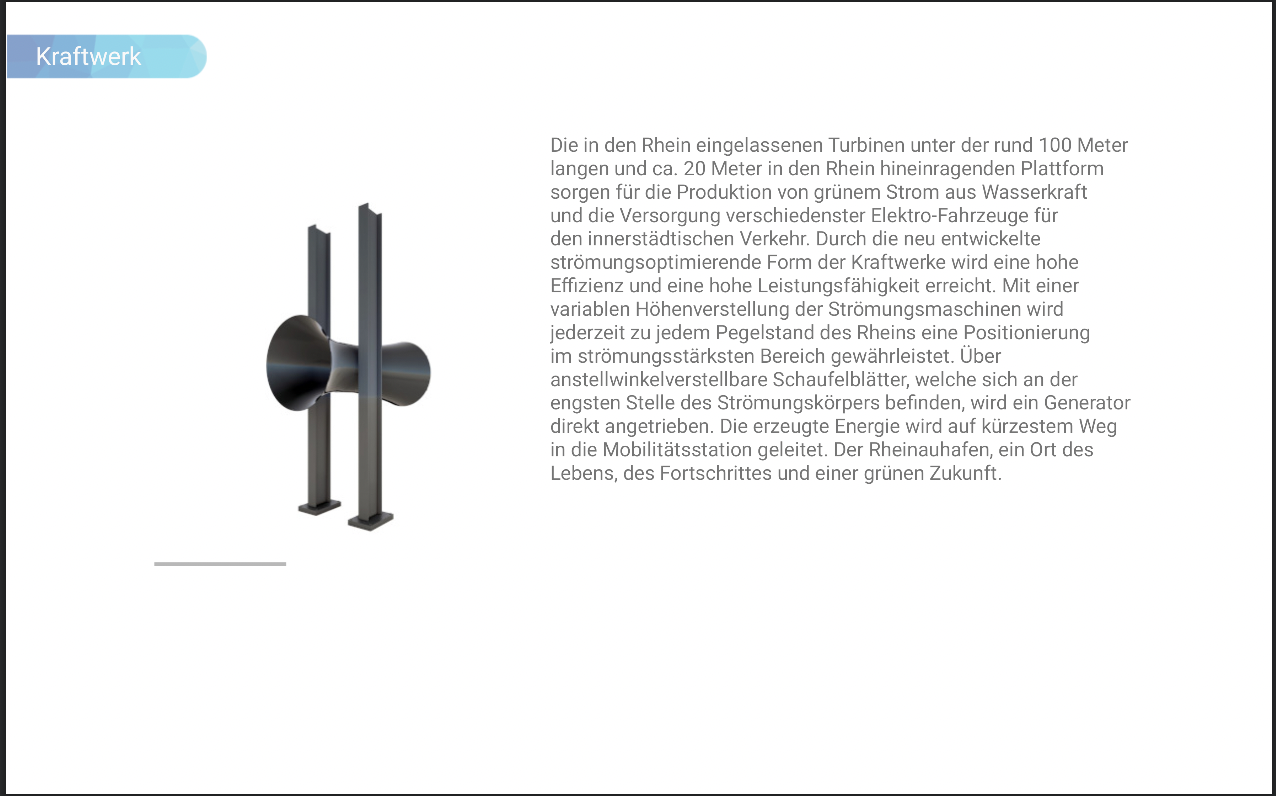 Kraftwerk
Die in den Rhein eingelassenen Turbinen unter der rund 100 Meter
langen und ca. 20 Meter in den Rhein hineinragenden Plattform
sorgen für die Produktion von grünem Strom aus Wasserkraft
und die Versorgung verschiedenster Elektro-Fahrzeuge für
den innerstädtischen Verkehr. Durch die neu entwickelte
strömungsoptimierende Form der Kraftwerke wird eine hohe
Effizienz und eine hohe Leistungsfähigkeit erreicht. Mit einer
variablen Höhenverstellung der Strömungsmaschinen wird
jederzeit zu jedem Pegelstand des Rheins eine Positionierung
im strömungsstärksten Bereich gewährleistet. Über
anstellwinkelverstellbare Schaufelblätter, welche sich an der
engsten Stelle des Strömungskörpers befinden, wird ein Generator
direkt angetrieben. Die erzeugte Energie wird auf kürzestem Weg
in die Mobilitätsstation geleitet. Der Rheinauhafen, ein Ort des
Lebens, des Fortschrittes und einer grünen Zukunft.